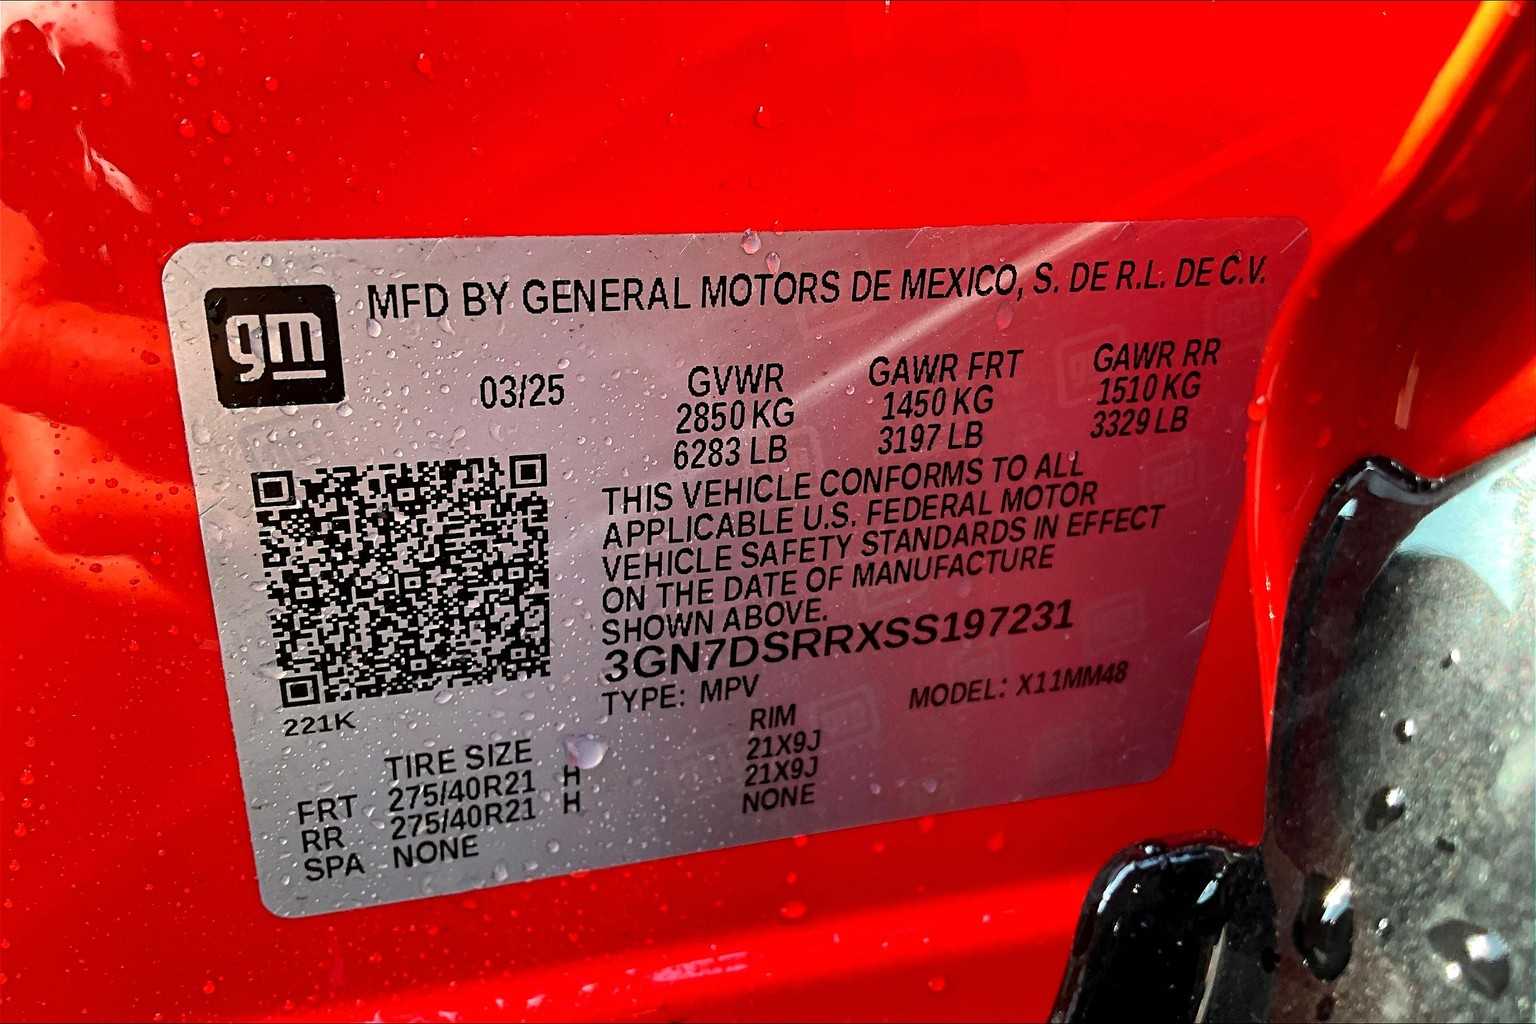 gm
MFD BY GENERAL MOTORS DE MEXICO, S. DE R.L. DE C.V.
03/25
GVWR
2850 KG
6283 LB
GAWR FRT
1450 KG
3197 LB
GAWR RR
1510 KG
3329 LB
THIS VEHICLE CONFORMS TO ALL
APPLICABLE U.S. FEDERAL MOTOR
VEHICLE SAFETY STANDARDS IN EFFECT
ON THE DATE OF MANUFACTURE
SHOWN ABOVE.
3GN7DSRRXSS197231
TYPE: MPV MODEL: X11MM48
221K
TIRE SIZE RIM
FRT 275/40R21 H 21X9J
RR 275/40R21 H 21X9J
SPA NONE NONE